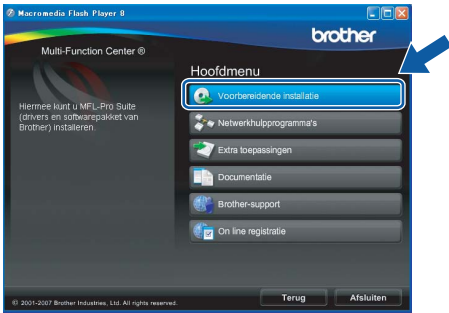 Macromedia Flash Player 8
brother
Multi-Function Center ®
Hoofdmenu
Hiermee kunt u MFL-Pro Suite
(drivers en softwarepakket van
Brother) installeren.
Voorbereidende installatie
Netwerkhulpprogramma's
Extra toepassingen
Documentatie
Brother-support
On line registratie
© 2001-2007 Brother Industries, Ltd. All rights reserved.
Terug
Afsluiten